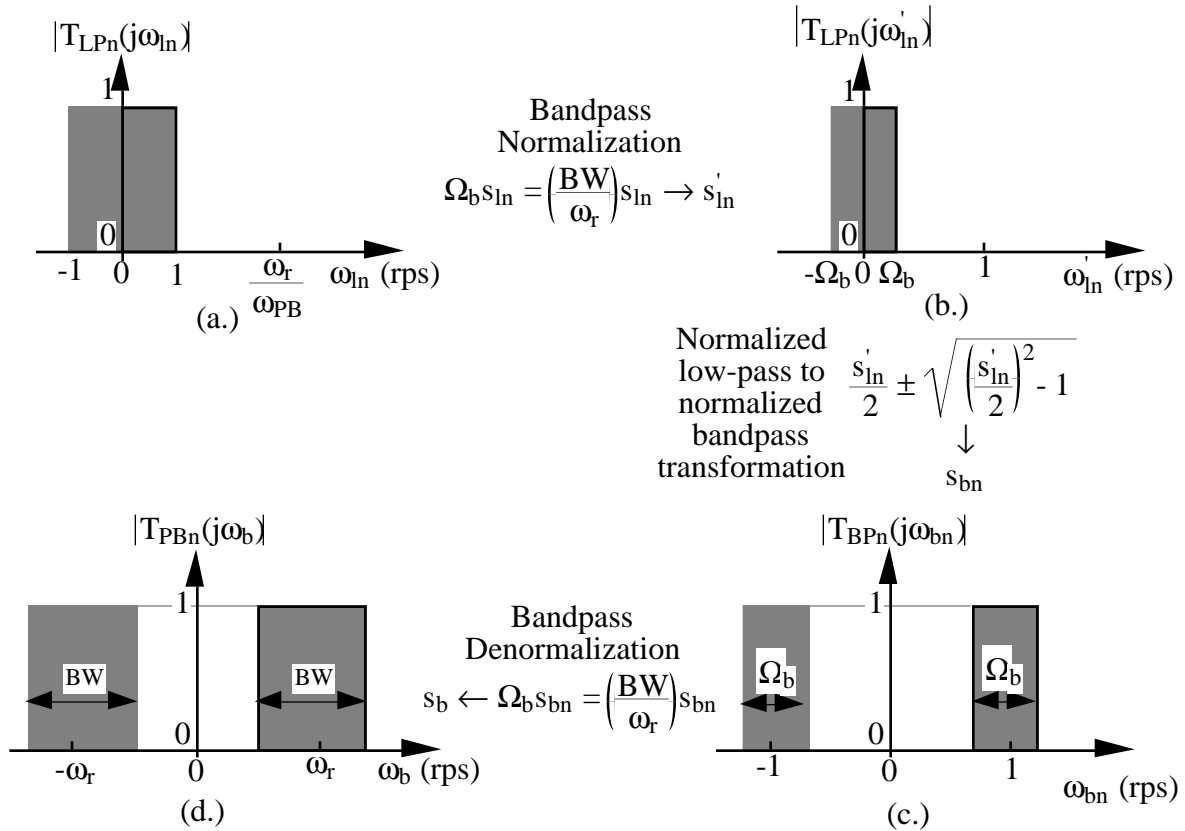 |T_LPn(jω_ln)|
1
0
-1 0 1 ω_r/ω_PB ω_ln (rps)
(a.)
Bandpass
Normalization
Ω_b s_ln = (BW/ω_r) s_ln → s'_ln
|T_LPn(jω'_ln)|
1
0
-Ω_b 0 Ω_b 1 ω'_ln (rps)
(b.)
Normalized
low-pass to
normalized
bandpass
transformation
s'_ln/2 ± √((s'_ln/2)² - 1)
↓
s_bn
|T_PBn(jω_b)|
1
BW BW
0
-ω_r 0 ω_r ω_b (rps)
(d.)
Bandpass
Denormalization
s_b ← Ω_b s_bn = (BW/ω_r) s_bn
|T_BPn(jω_bn)|
1
Ω_b Ω_b
0
-1 0 1 ω_bn (rps)
(c.)